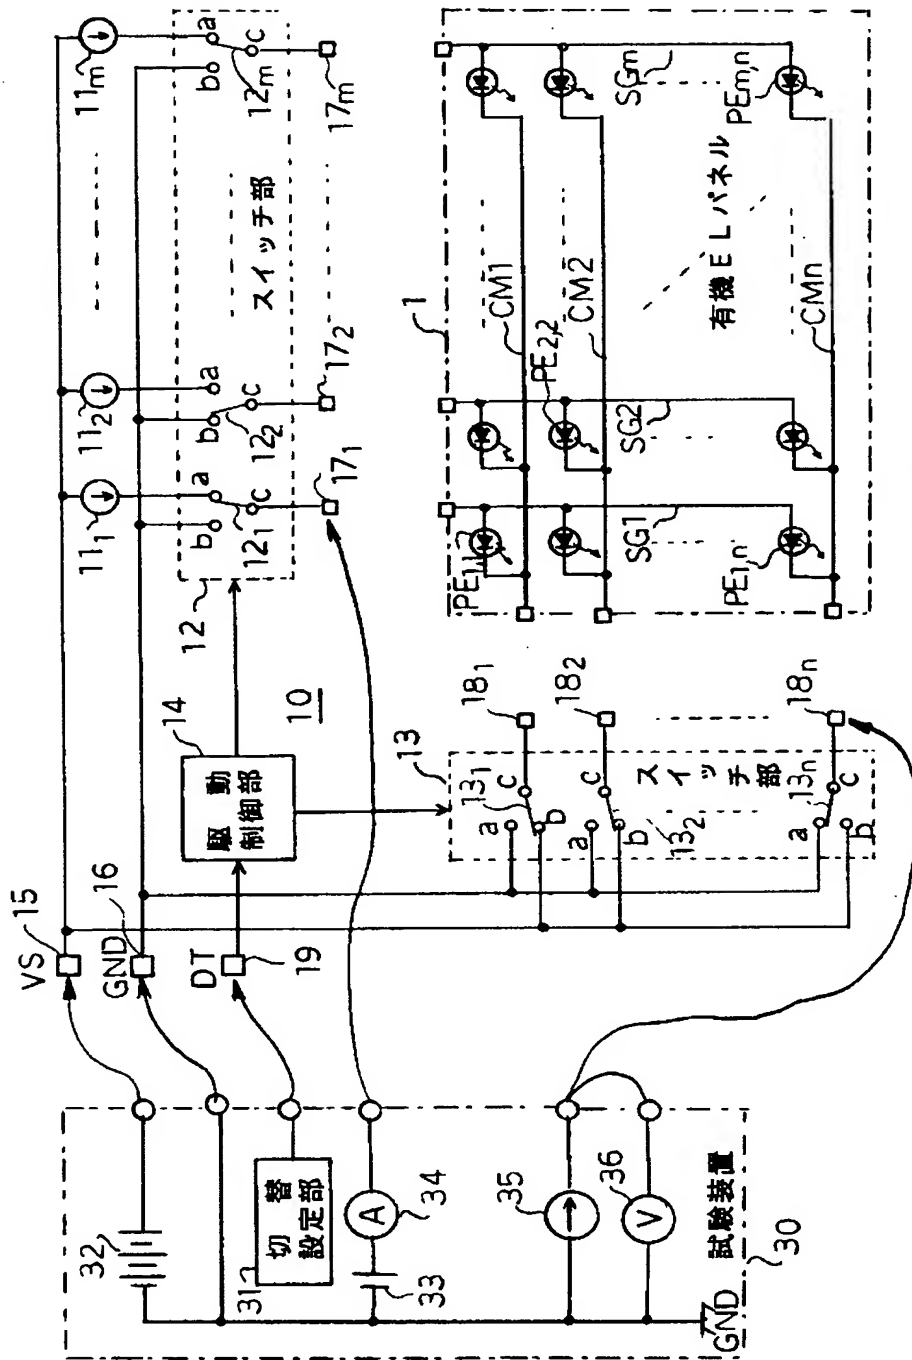 11₁
11₂
11m
a
b
c
12₁
a
b
c
12₂
a
b
c
12m
スイッチ部
12
17₁
17₂
17m
VS
15
GND
16
DT
19
14
駆動
制御部
10
13
a
b
c
13₁
a
b
c
13₂
a
b
c
13n
スイッチ部
18₁
18₂
18n
1
PE1,1
PE2,2
PE1,n
PEm,n
SG1
SG2
SGm
CM1
CM2
CMn
有機ELパネル
32
31
切替
設定部
33
A
34
35
V
36
GND
試験装置
30